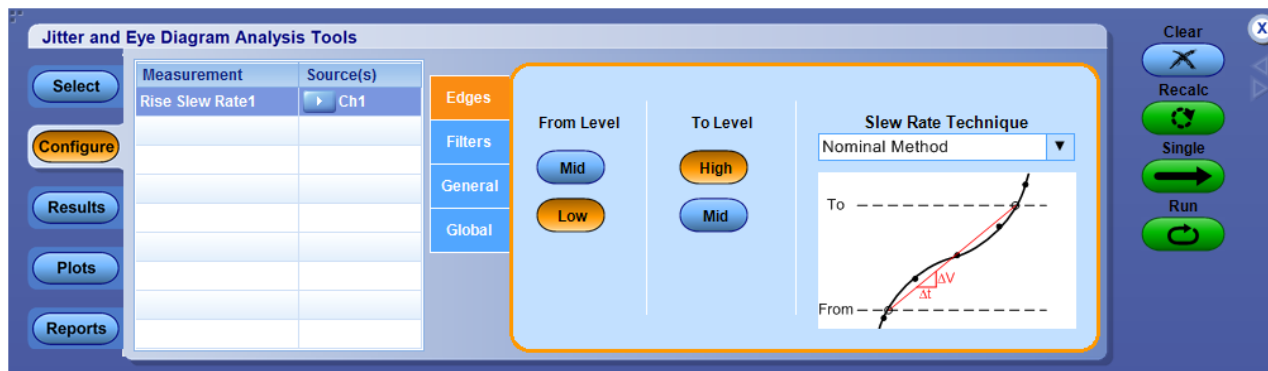 Jitter and Eye Diagram Analysis Tools
Select
Configure
Results
Plots
Reports
Measurement Source(s)
Rise Slew Rate1 Ch1
Edges
Filters
General
Global
From Level
Mid
Low
To Level
High
Mid
Slew Rate Technique
Nominal Method
To
ΔV
Δt
From
Clear
X
Recalc
Single
Run